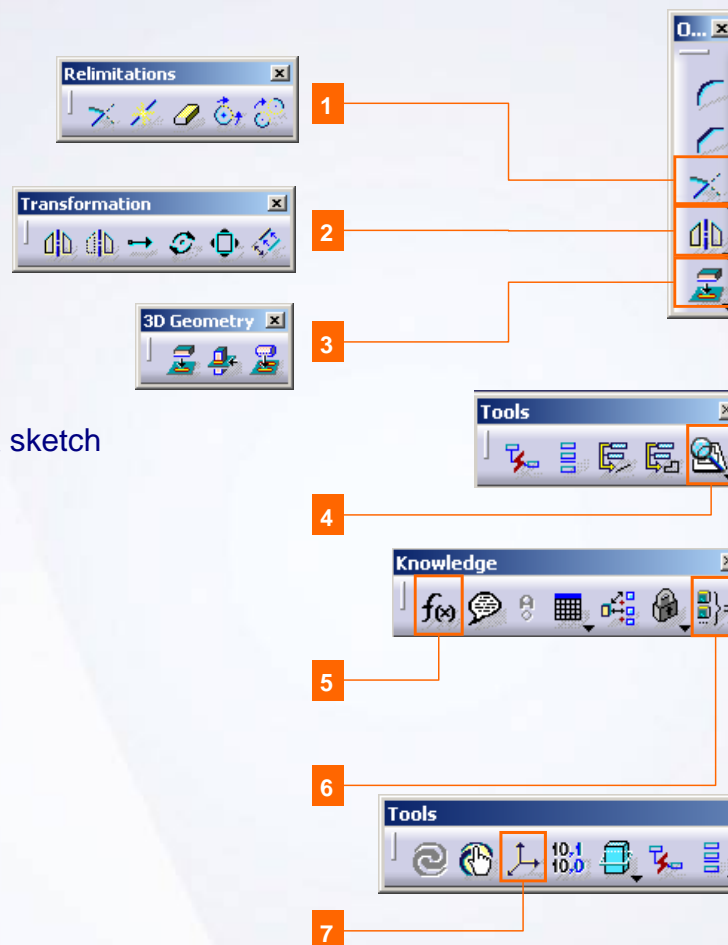 O...
Relimitations
1
Transformation
2
3D Geometry
3
sketch
Tools
4
Knowledge
f(x)
5
6
Tools
10,1
10,0
7